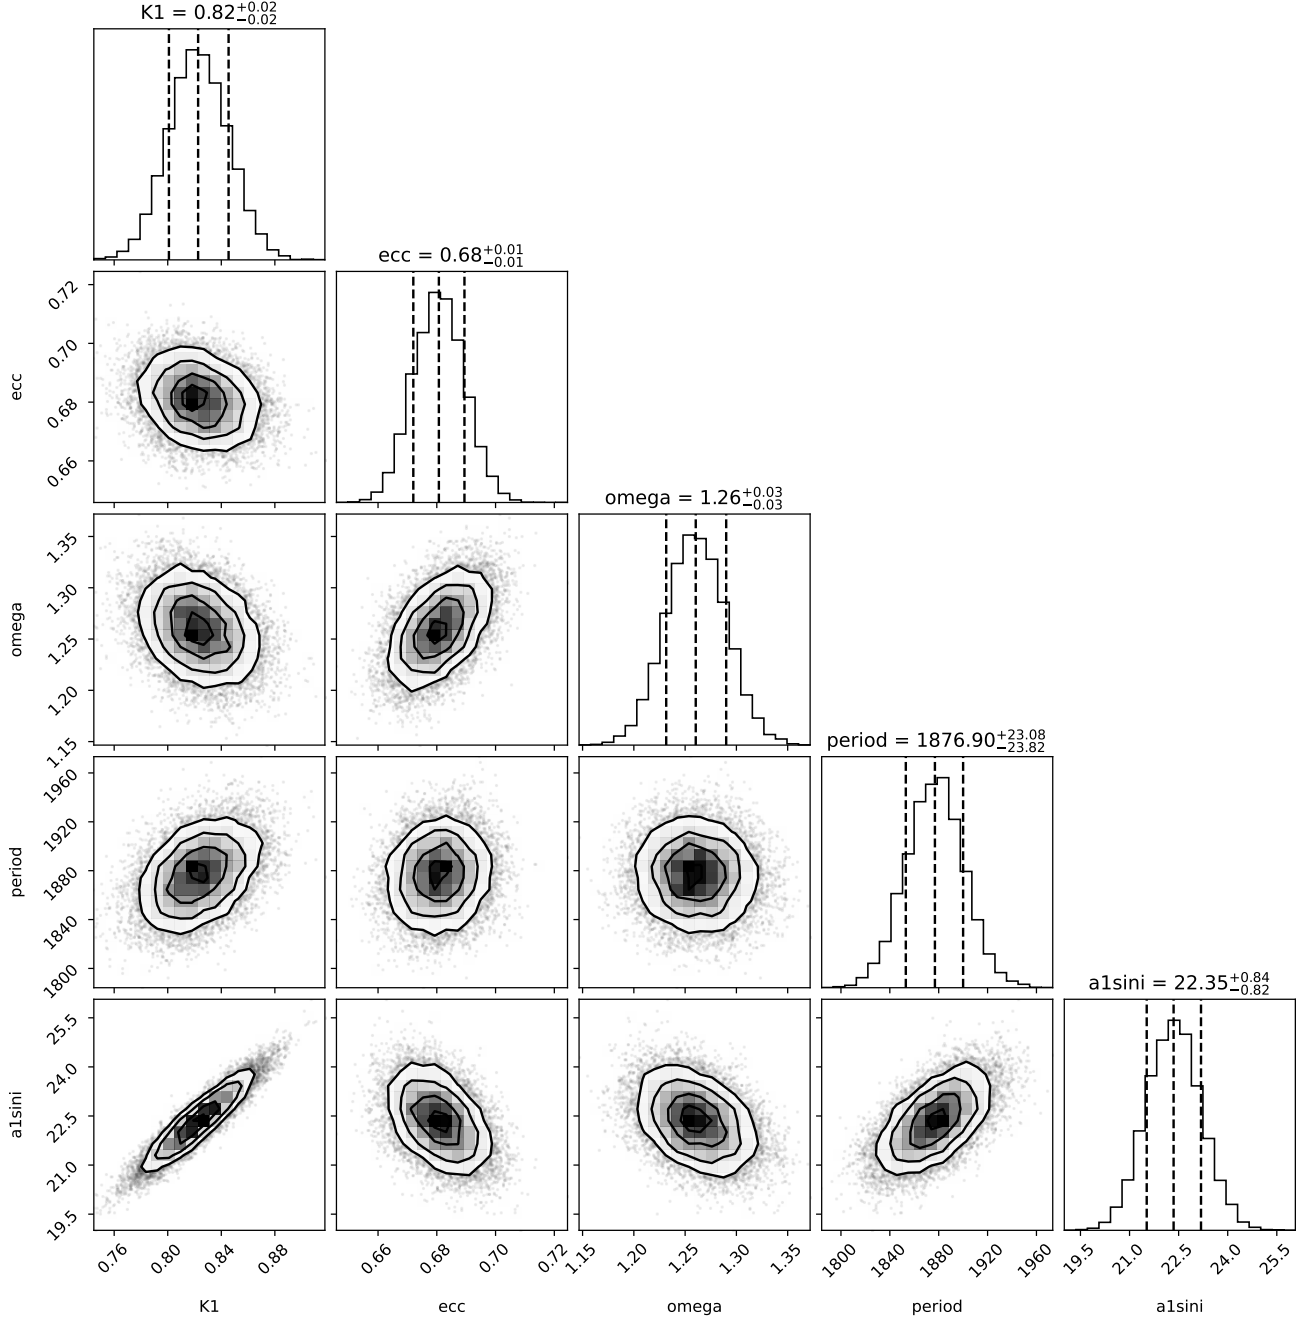 K1 = 0.82+0.02−0.02
ecc = 0.68+0.01−0.01
0.72
0.70
0.68
0.66
ecc
omega = 1.26+0.03−0.03
1.35
1.30
1.25
1.20
1.15
omega
period = 1876.90+23.08−23.82
1960
1920
1880
1840
1800
period
a1sini = 22.35+0.84−0.82
25.5
24.0
22.5
21.0
19.5
a1sini
0.76 0.80 0.84 0.88
0.66 0.68 0.70 0.72
1.15 1.20 1.25 1.30 1.35
1800 1840 1880 1920 1960
19.5 21.0 22.5 24.0 25.5
K1 ecc omega period a1sini